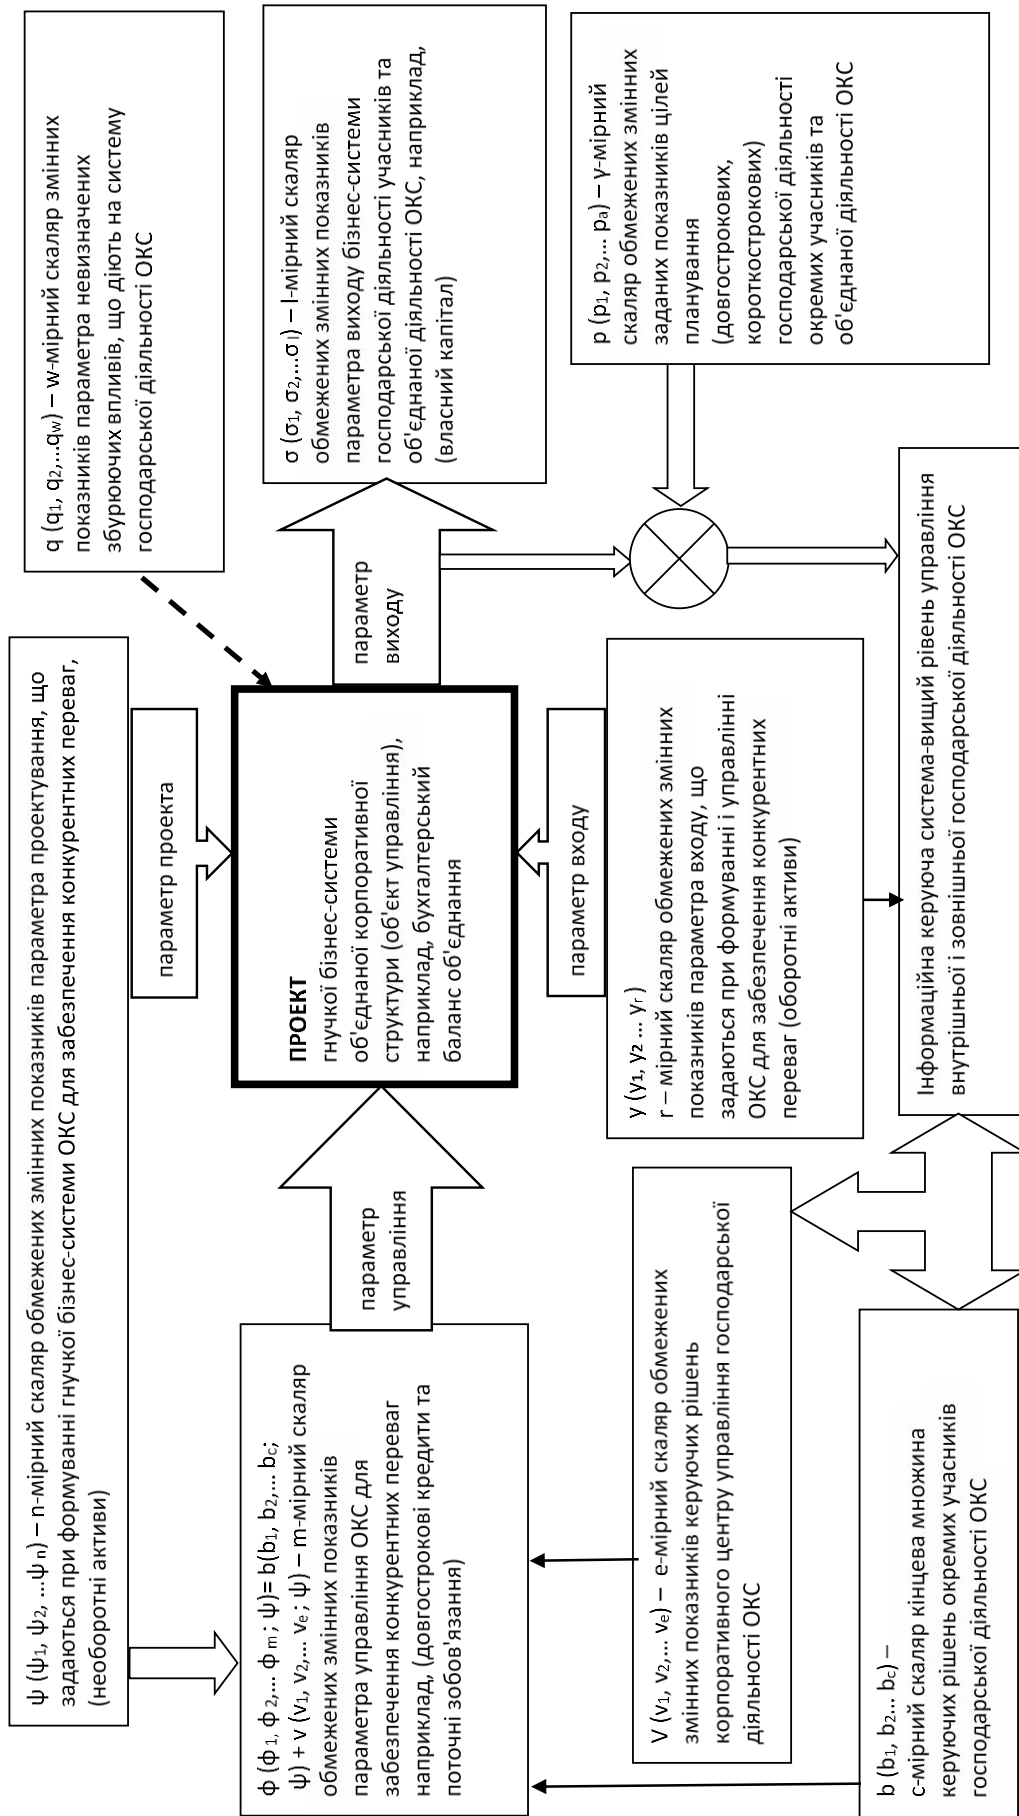 ψ (ψ₁, ψ₂, ...ψ n) – n-мірний скаляр обмежених змінних показників параметра проектування, що
задаються при формуванні гнучкої бізнес-системи ОКС для забезпечення конкурентних переваг,
(необоротні активи)
q (q₁, q₂,...qw) – w-мірний скаляр змінних
показників параметра невизначених
збурюючих впливів, що діють на систему
господарської діяльності ОКС
параметр проекта
ф (ф₁, ф₂,... ф m ; ψ)= b(b₁, b₂,... bc;
ψ) + v (v₁, v₂,... ve ; ψ) – m-мірний скаляр
обмежених змінних показників
параметра управління ОКС для
забезпечення конкурентних переваг
наприклад, (довгострокові кредити та
поточні зобов'язання)
параметр
управління
ПРОЕКТ
гнучкої бізнес-системи
об'єднаної корпоративної
структури (об'єкт управління),
наприклад, бухгалтерський
баланс об'єднання
параметр
виходу
σ (σ₁, σ₂,...σ l) – l-мірний скаляр
обмежених змінних показників
параметра виходу бізнес-системи
господарської діяльності учасників та
об'єднаної діяльності ОКС, наприклад,
(власний капітал)
параметр входу
V (v₁, v₂... ve) – е-мірний скаляр обмежених
змінних показників керуючих рішень
корпоративного центру управління господарської
діяльності ОКС
y (y₁, y₂ ... yr )
r – мірний скаляр обмежених змінних
показників параметра входу, що
задаються при формуванні і управлінні
ОКС для забезпечення конкурентних
переваг (оборотні активи)
p (p₁, p₂,... pa) – γ-мірний
скаляр обмежених змінних
заданих показників цілей
планування
(довгострокових,
короткострокових)
господарської діяльності
окремих учасників та
об'єднаної діяльності ОКС
b (b₁, b₂... bc) –
с-мірний скаляр кінцева множина
керуючих рішень окремих учасників
господарської діяльності ОКС
Інформаційна керуюча система-вищий рівень управління
внутрішньої і зовнішньої господарської діяльності ОКС